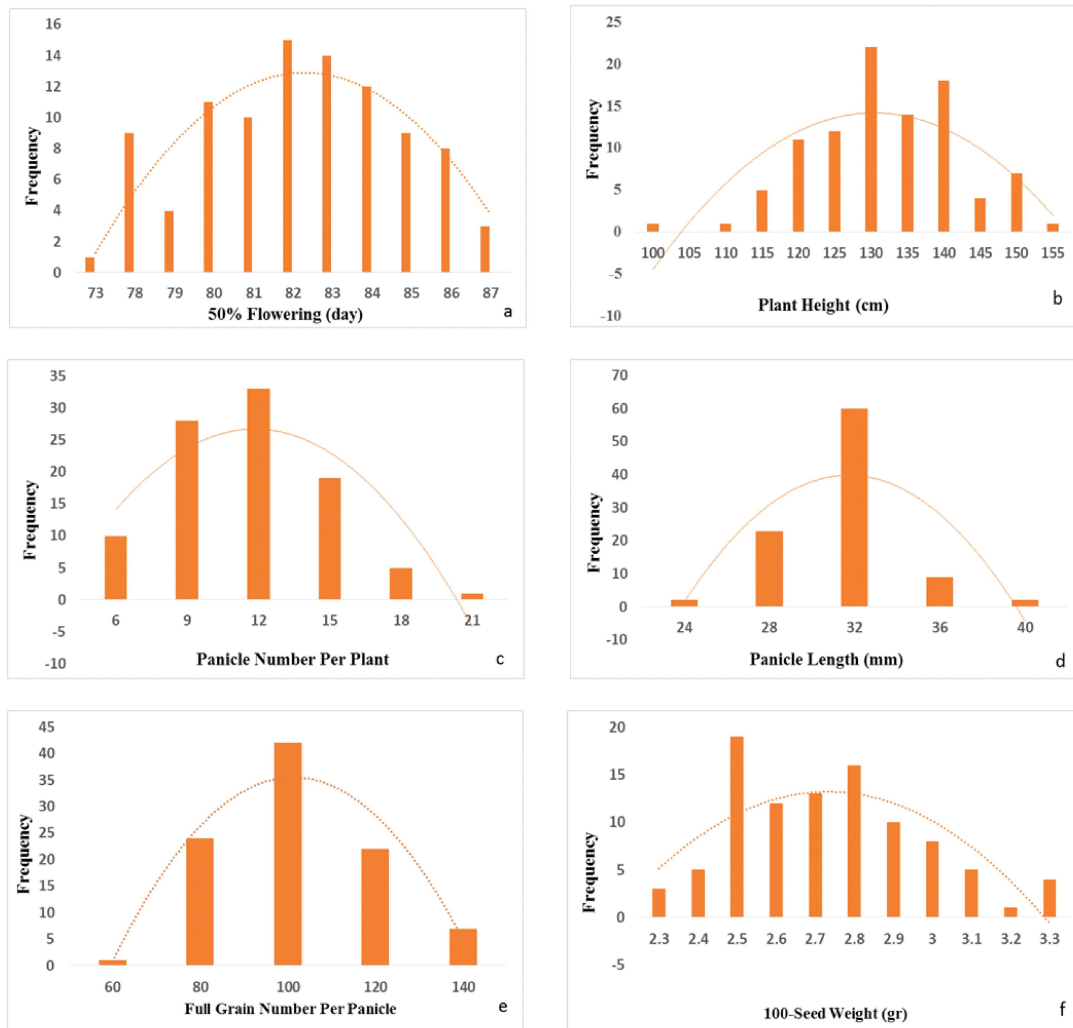 16
14
12
10
8
6
4
2
0
Frequency
73 78 79 80 81 82 83 84 85 86 87
50% Flowering (day)
a
25
20
15
10
5
0
-5
-10
Frequency
100 105 110 115 120 125 130 135 140 145 150 155
Plant Height (cm)
b
35
30
25
20
15
10
5
0
-5
-10
Frequency
6 9 12 15 18 21
Panicle Number Per Plant
c
70
60
50
40
30
20
10
0
-10
Frequency
24 28 32 36 40
Panicle Length (mm)
d
45
40
35
30
25
20
15
10
5
0
Frequency
60 80 100 120 140
Full Grain Number Per Panicle
e
20
15
10
5
0
-5
Frequency
2.3 2.4 2.5 2.6 2.7 2.8 2.9 3 3.1 3.2 3.3
100-Seed Weight (gr)
f